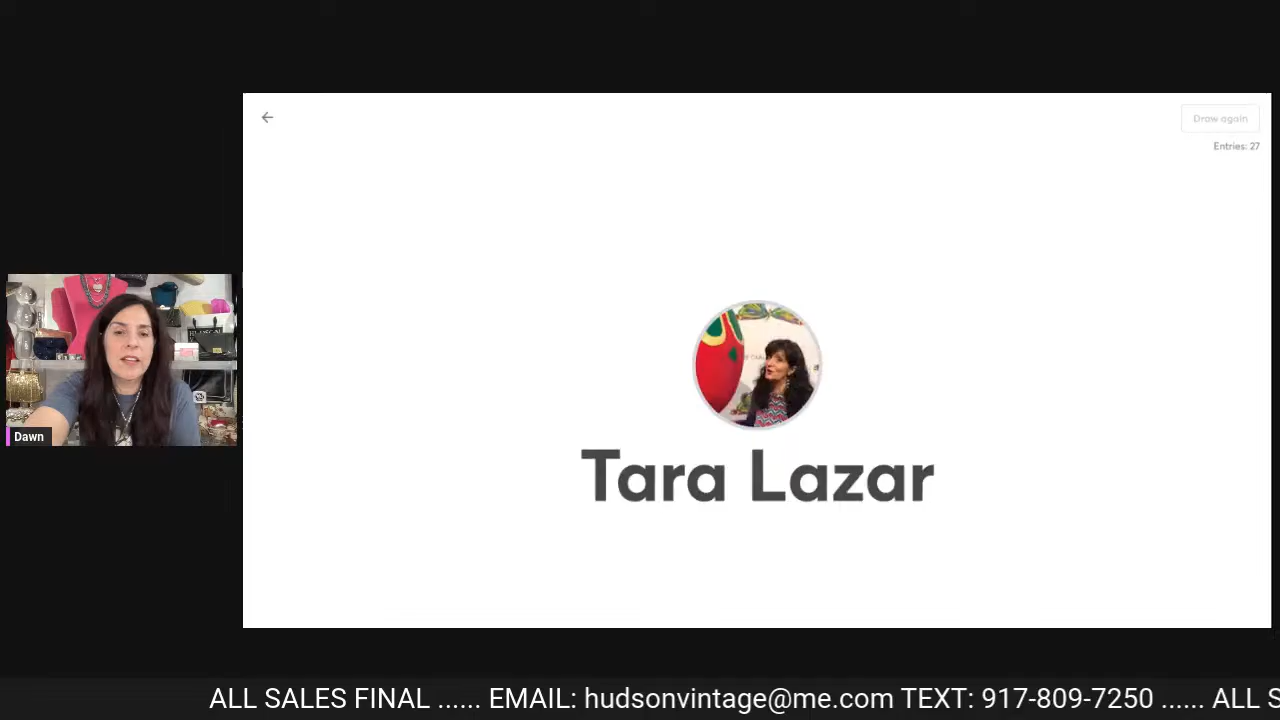 Draw again
Entries: 27
Dawn
Tara Lazar
ALL SALES FINAL ...... EMAIL: hudsonvintage@me.com TEXT: 917-809-7250 ...... ALL S